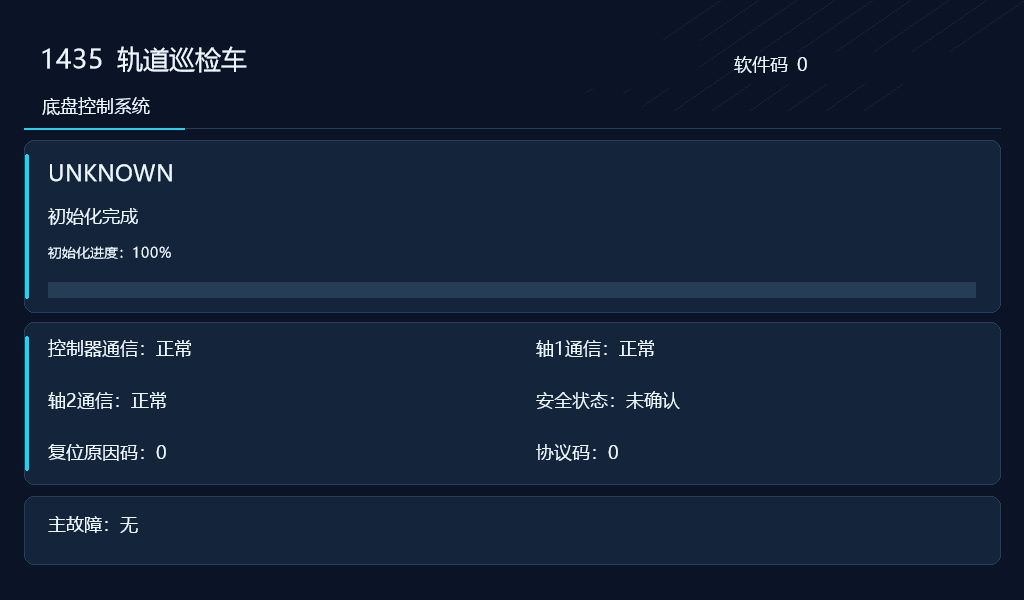 1435 轨道巡检车
软件码 0
底盘控制系统
UNKNOWN
初始化完成
初始化进度：100%
控制器通信：正常
轴1通信：正常
轴2通信：正常
安全状态：未确认
复位原因码：0
协议码：0
主故障：无